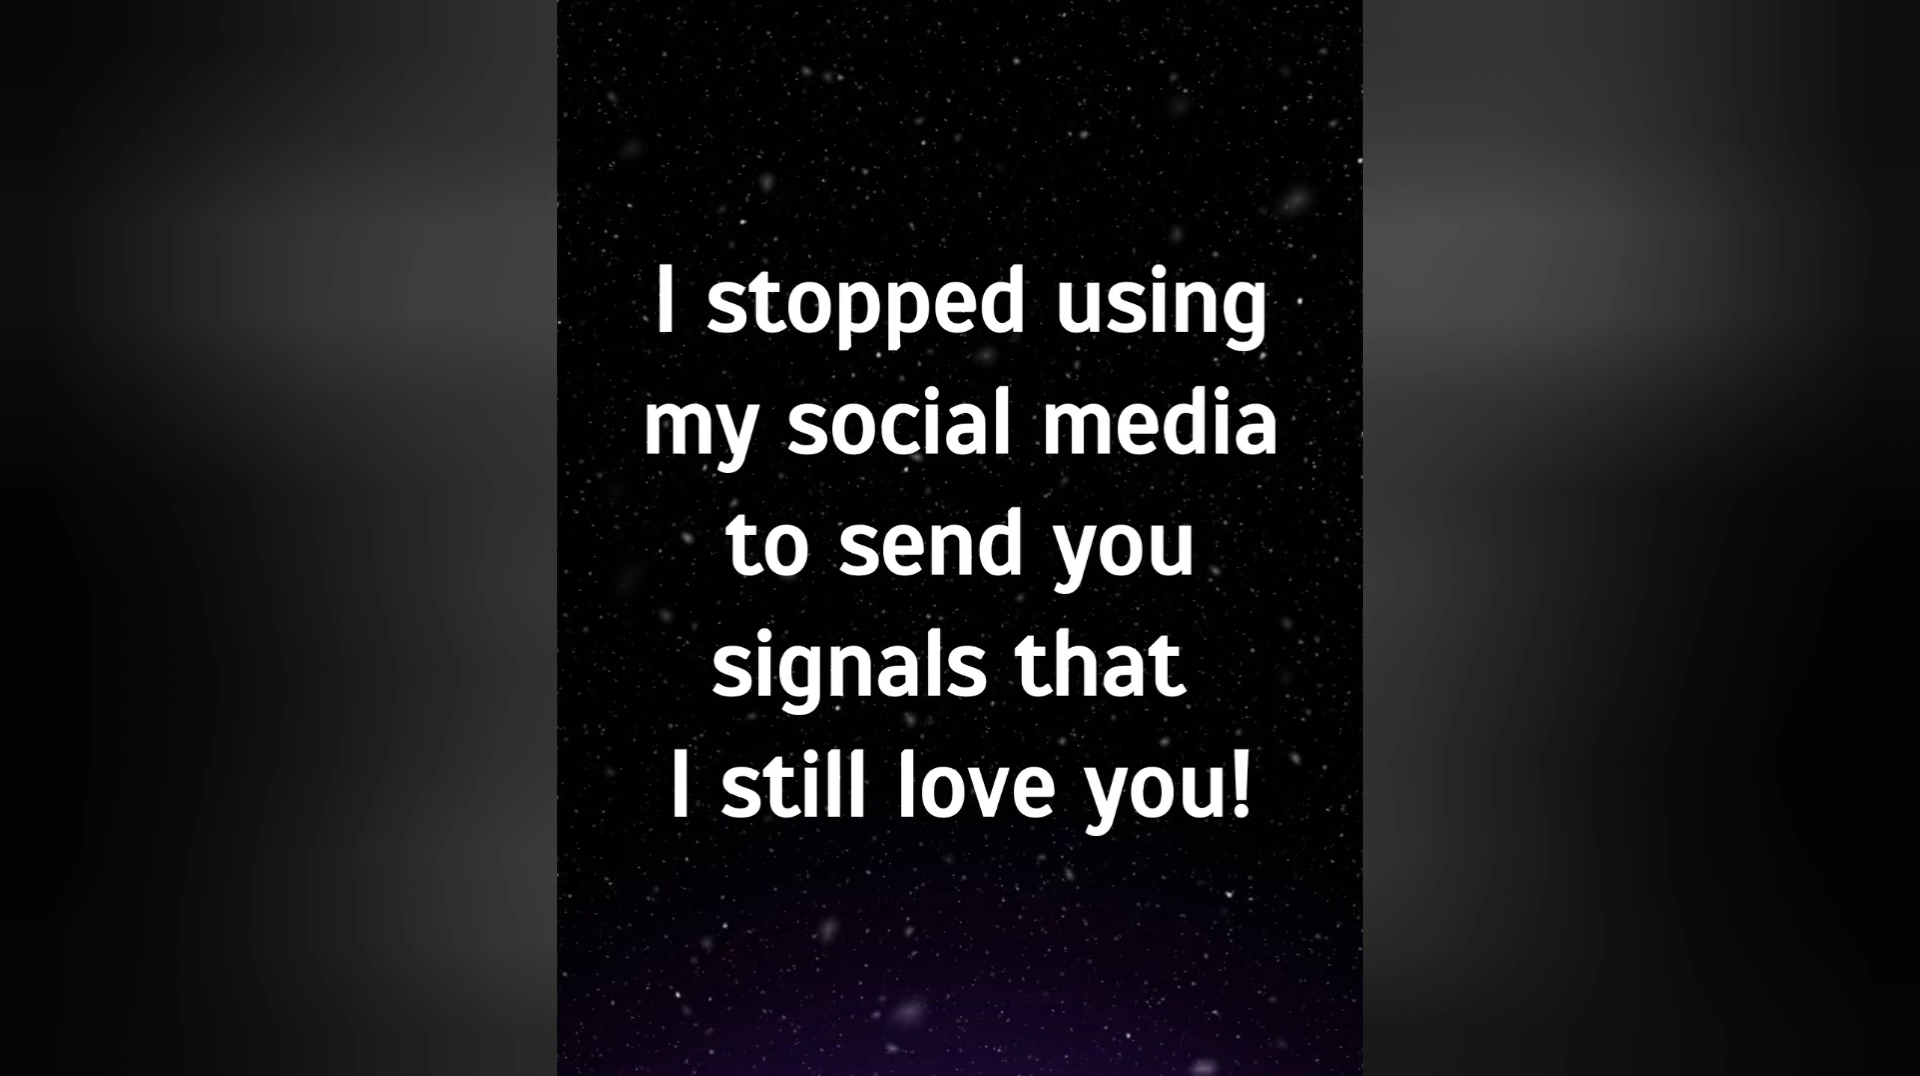 I stopped using
my social media
to send you
signals that
I still love you!